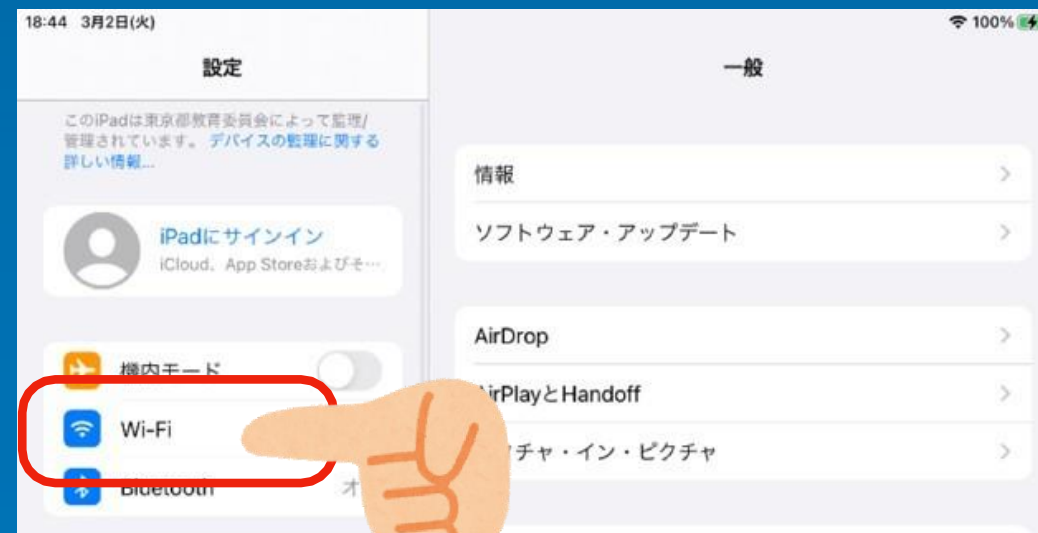 18:44 3月2日(火)
100%
設定
このiPadは東京都教育委員会によって監理/
管理されています。デバイスの監理に関する
詳しい情報...
iPadにサインイン
iCloud、App Storeおよびそ…
機内モード
Wi-Fi
Bluetooth オ
一般
情報
ソフトウェア・アップデート
AirDrop
AirPlayとHandoff
チャ・イン・ピクチャ